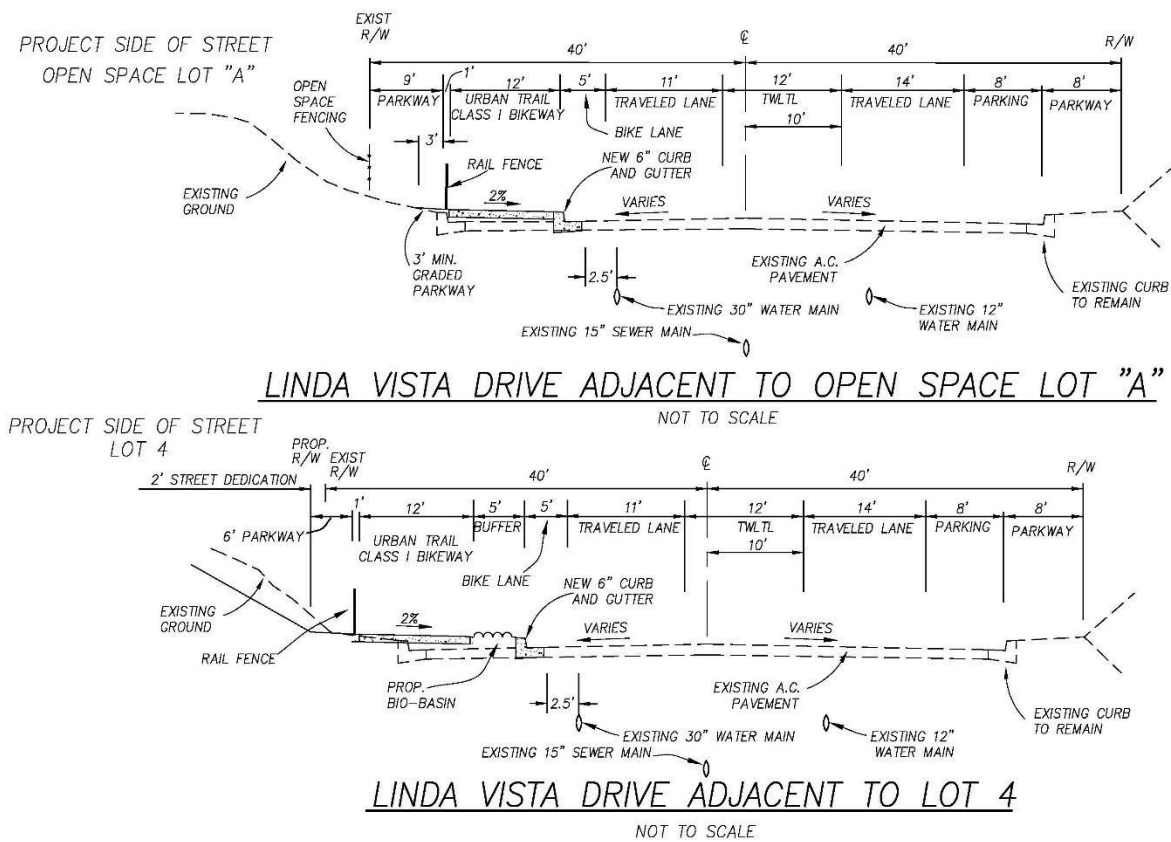 PROJECT SIDE OF STREET
OPEN SPACE LOT "A"
EXIST
R/W
℄
R/W
40'
40'
9'
PARKWAY
1'
12'
URBAN TRAIL
CLASS I BIKEWAY
5'
BIKE LANE
11'
TRAVELED LANE
12'
TWLTL
10'
14'
TRAVELED LANE
8'
PARKING
8'
PARKWAY
OPEN
SPACE
FENCING
3'
RAIL FENCE
NEW 6" CURB
AND GUTTER
EXISTING
GROUND
2%
VARIES
VARIES
3' MIN.
GRADED
PARKWAY
2.5'
EXISTING A.C.
PAVEMENT
EXISTING CURB
TO REMAIN
EXISTING 30" WATER MAIN
EXISTING 12"
WATER MAIN
EXISTING 15" SEWER MAIN
LINDA VISTA DRIVE ADJACENT TO OPEN SPACE LOT "A"
NOT TO SCALE
PROJECT SIDE OF STREET
LOT 4
PROP.
R/W
EXIST
R/W
℄
R/W
2' STREET DEDICATION
40'
40'
6' PARKWAY
1'
12'
URBAN TRAIL
CLASS I BIKEWAY
5'
BUFFER
5'
BIKE LANE
11'
TRAVELED LANE
12'
TWLTL
10'
14'
TRAVELED LANE
8'
PARKING
8'
PARKWAY
NEW 6" CURB
AND GUTTER
EXISTING
GROUND
2%
VARIES
VARIES
RAIL FENCE
PROP.
BIO-BASIN
2.5'
EXISTING A.C.
PAVEMENT
EXISTING CURB
TO REMAIN
EXISTING 30" WATER MAIN
EXISTING 12"
WATER MAIN
EXISTING 15" SEWER MAIN
LINDA VISTA DRIVE ADJACENT TO LOT 4
NOT TO SCALE